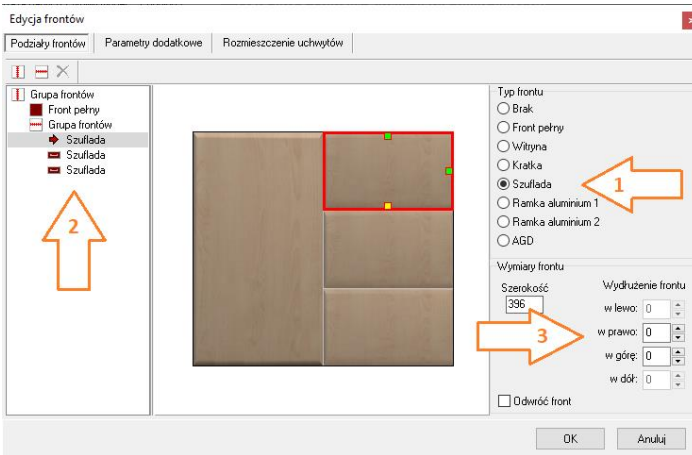 Edycja frontów
Podziały frontów
Parametry dodatkowe
Rozmieszczenie uchwytów
Grupa frontów
Front pełny
Grupa frontów
Szuflada
Szuflada
Szuflada
2
Typ frontu
Brak
Front pełny
Witryna
Kratka
Szuflada
1
Ramka aluminium 1
Ramka aluminium 2
AGD
Wymiary frontu
Szerokość
396
Wydłużenie frontu
w lewo: 0
w prawo: 0
w górę: 0
w dół: 0
3
Odwróć front
OK
Anuluj